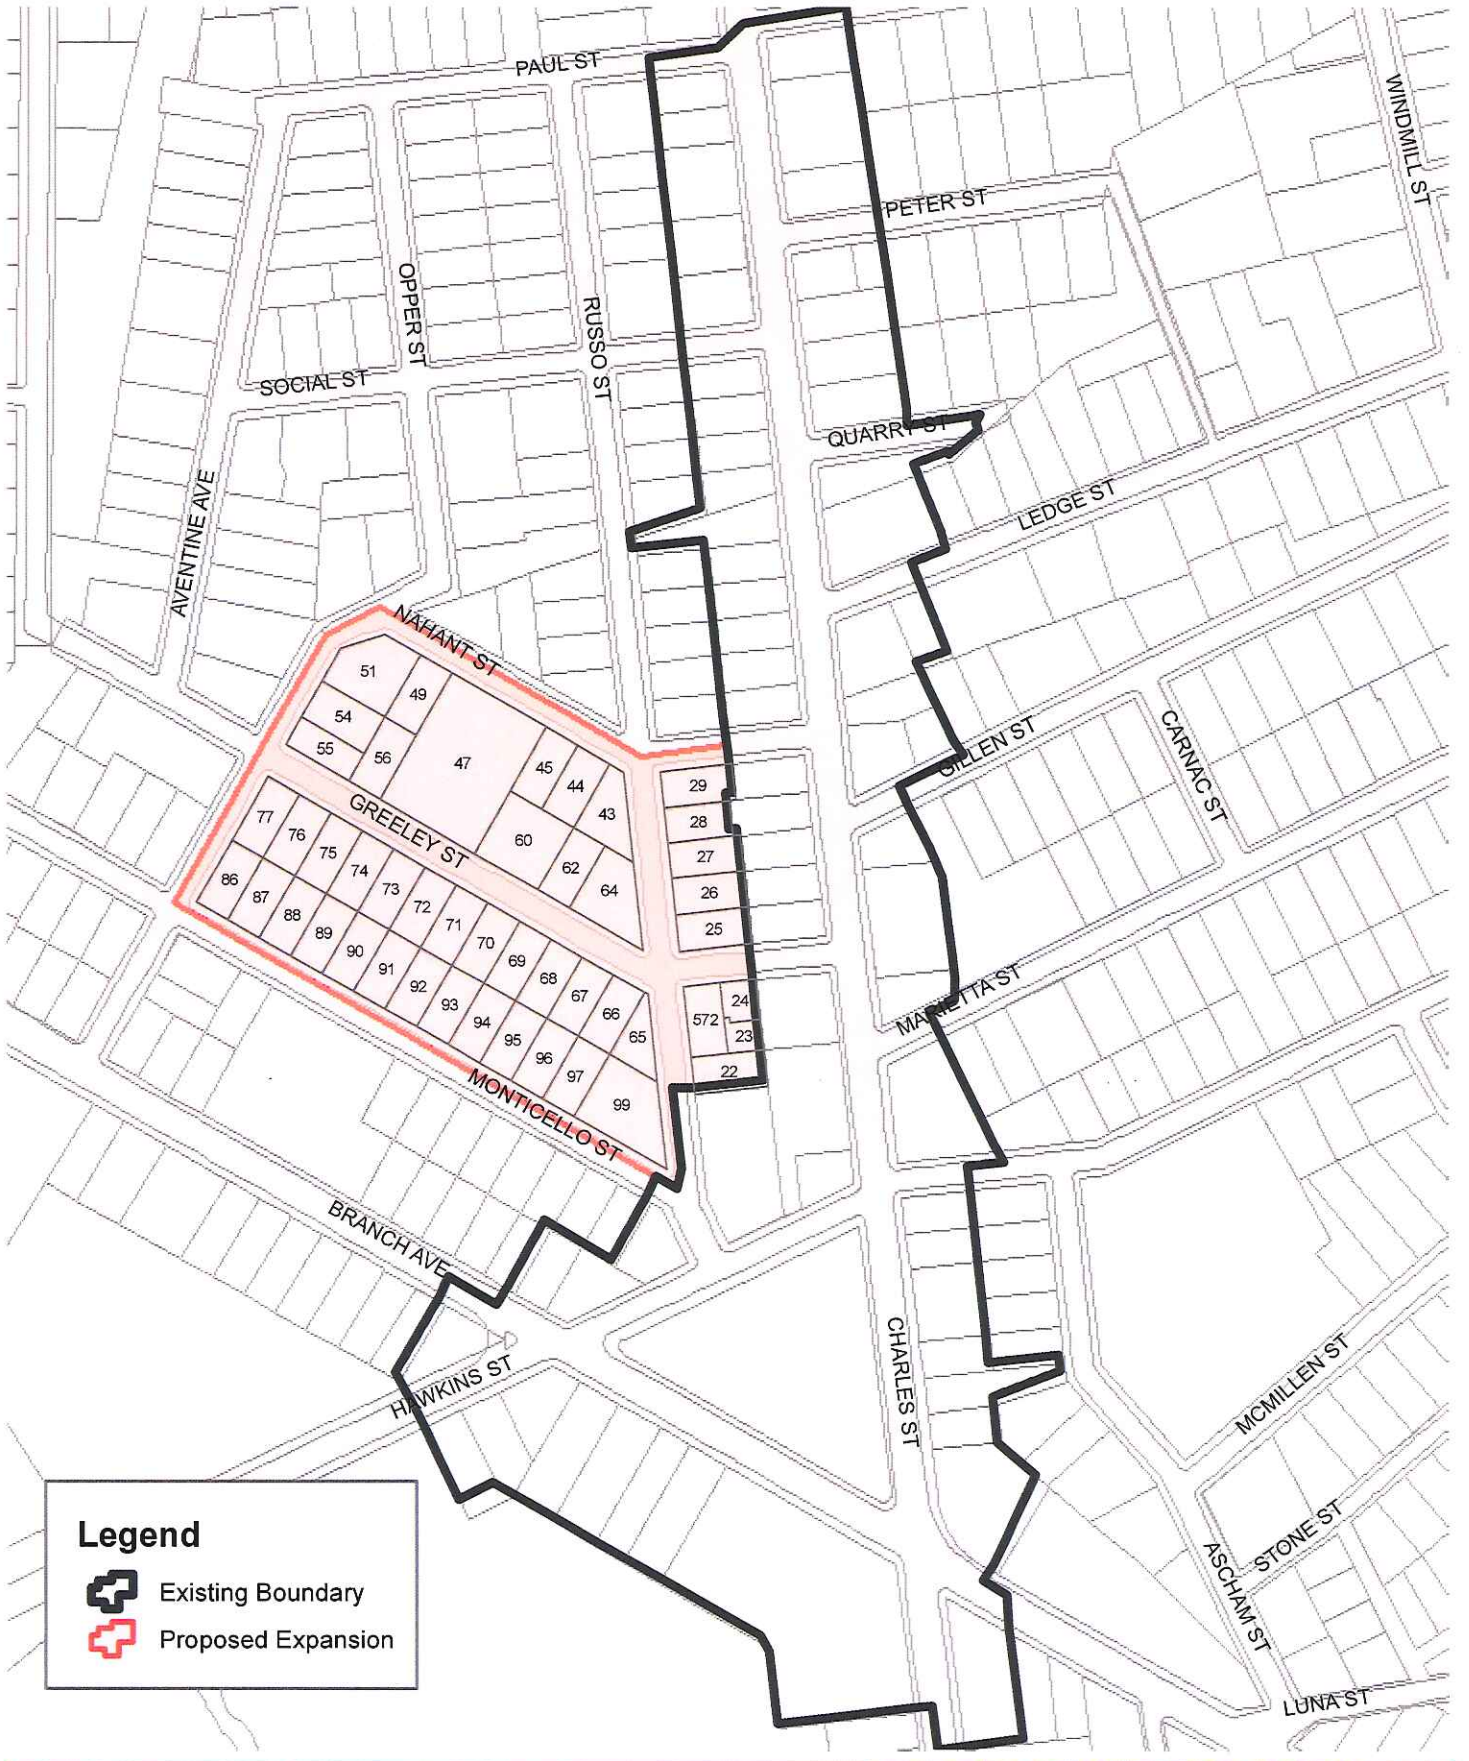 PAUL ST
WINDMILL ST
PETER ST
OPPER ST
RUSSO ST
SOCIAL ST
QUARRY ST
LEDGE ST
AVENTINE AVE
NAHANT ST
51
49
54
55
56
47
45
44
43
29
28
27
26
25
60
62
64
GREELEY ST
GILLEN ST
CARNAC ST
77
76
75
74
73
72
71
70
69
68
67
66
65
86
87
88
89
90
91
92
93
94
95
96
97
99
572
24
23
22
MARIETTA ST
MONTICELLO ST
BRANCH AVE
HAWKINS ST
CHARLES ST
MCMILLEN ST
STONE ST
ASCHAM ST
LUNA ST
Legend
Existing Boundary
Proposed Expansion